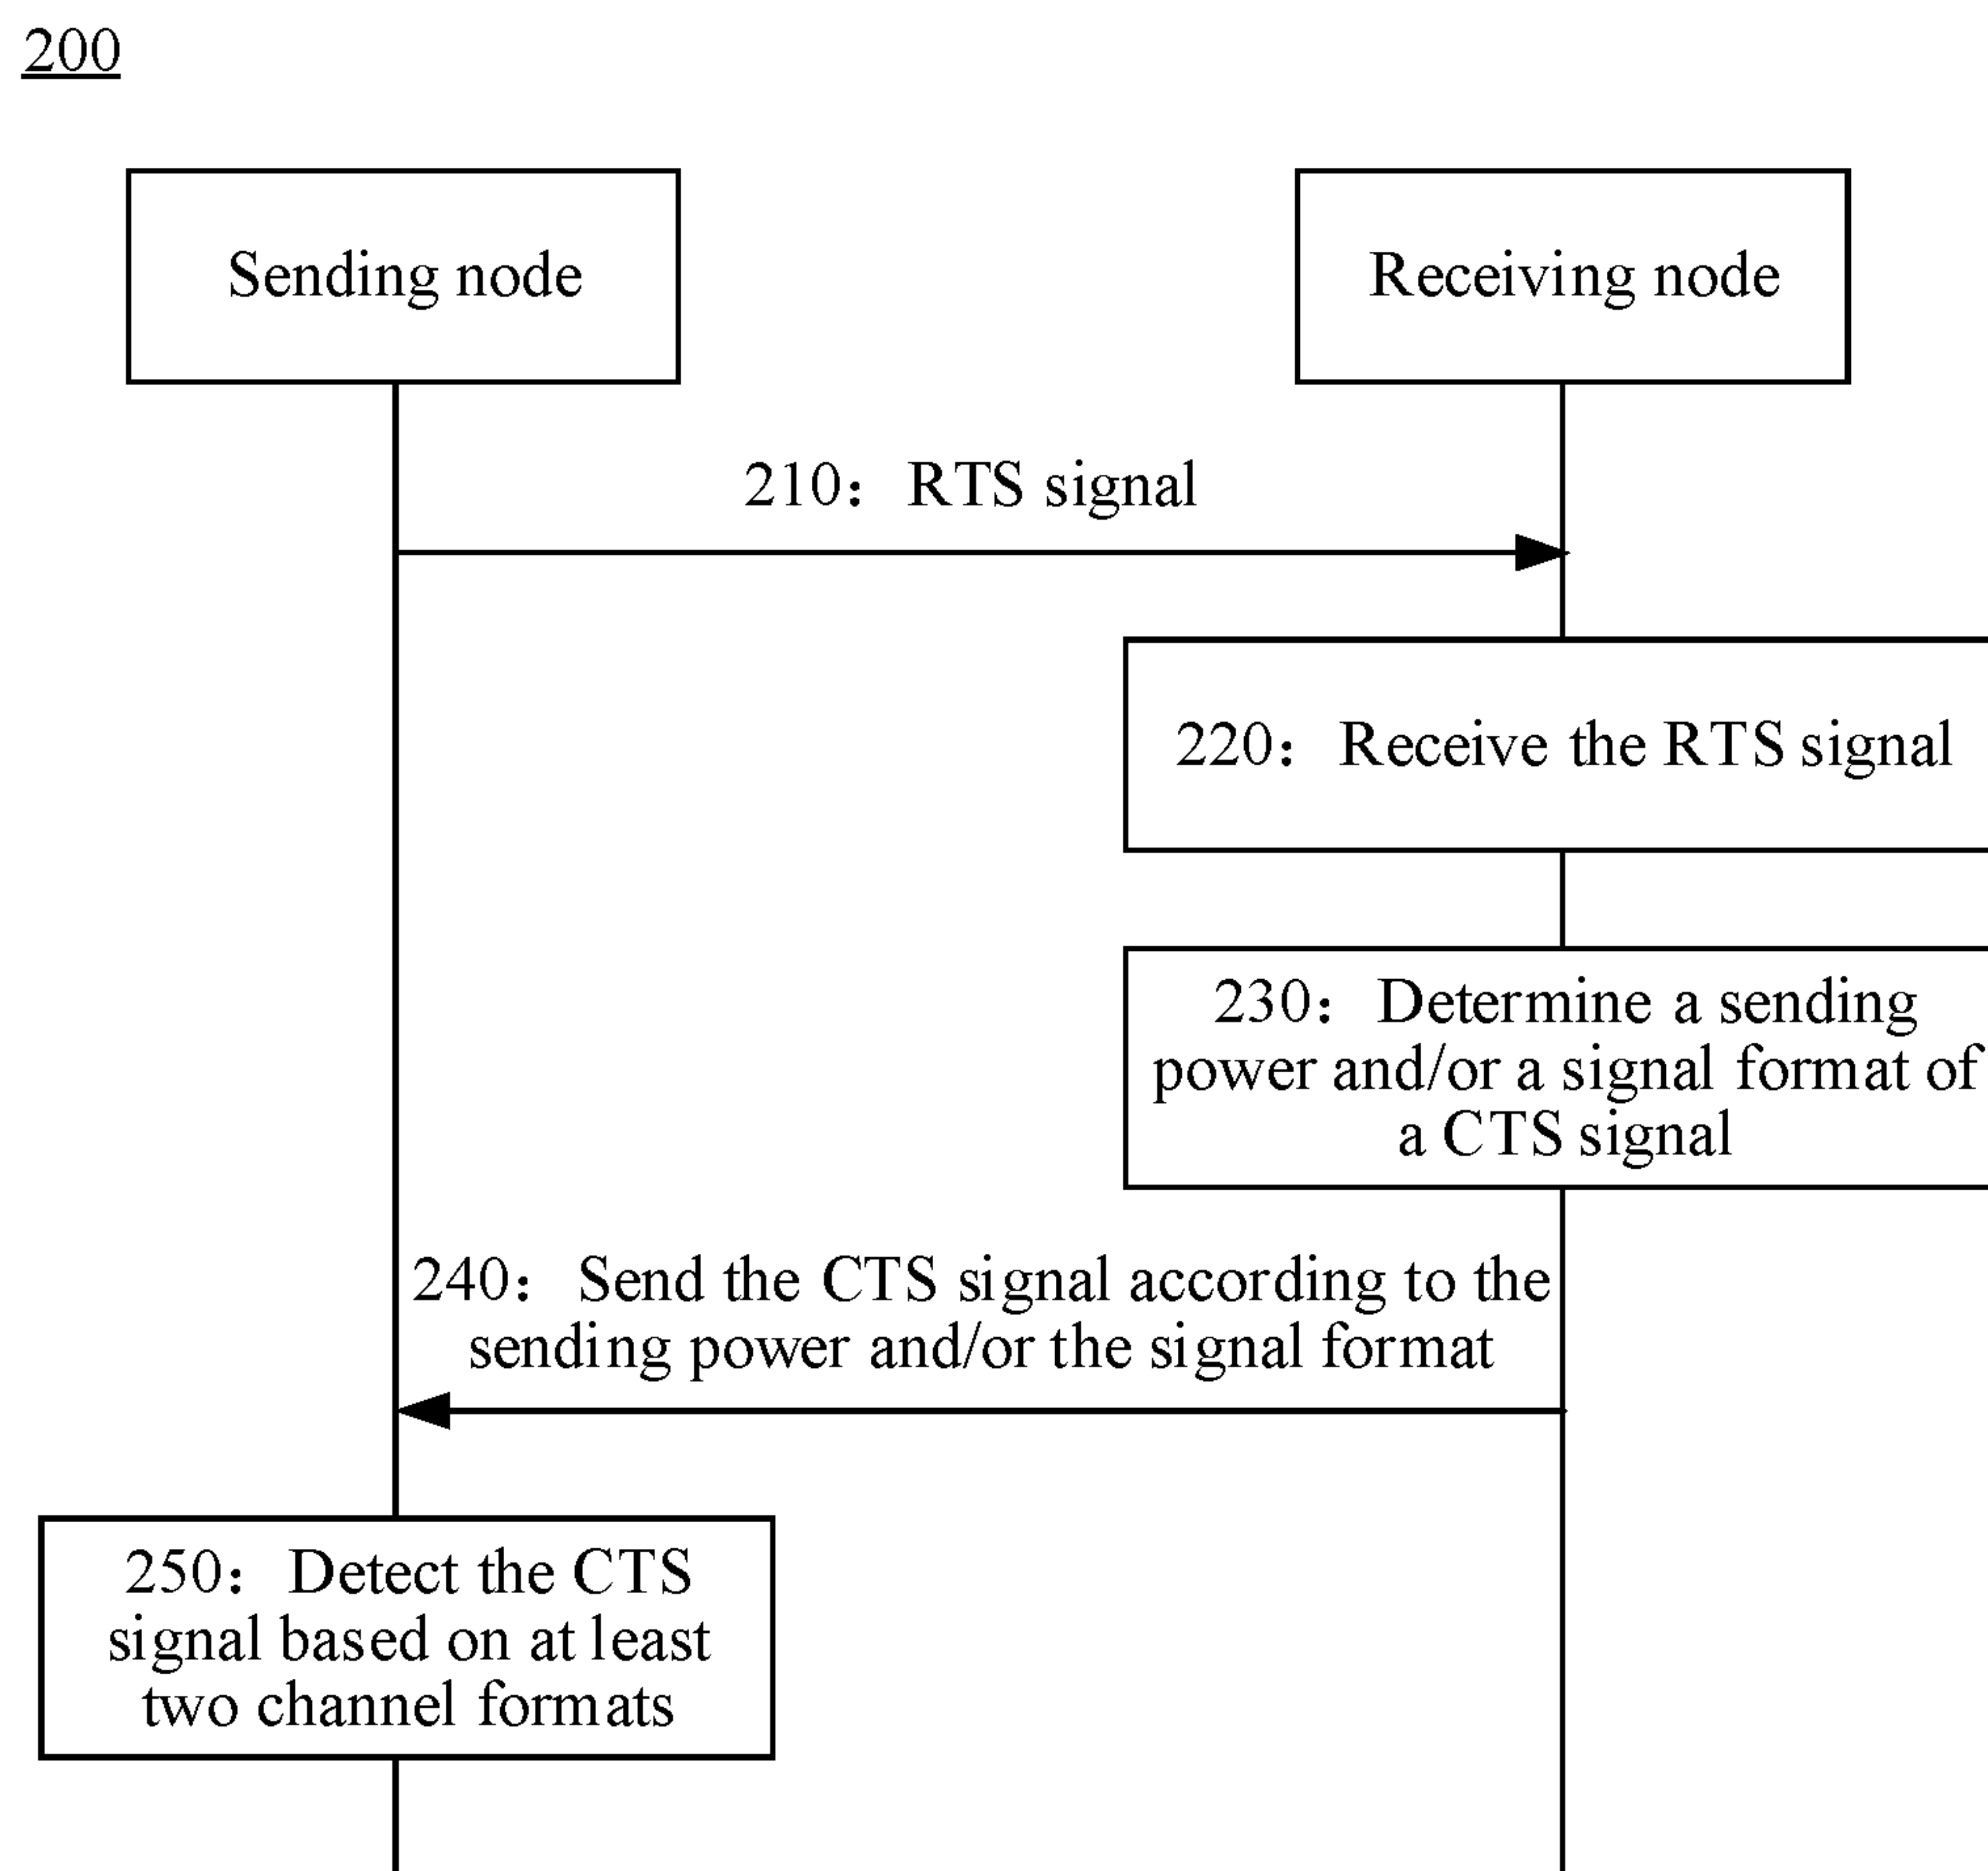 200
Sending node
Receiving node
210: RTS signal
220: Receive the RTS signal
230: Determine a sending
power and/or a signal format of
a CTS signal
240: Send the CTS signal according to the
sending power and/or the signal format
250: Detect the CTS
signal based on at least
two channel formats